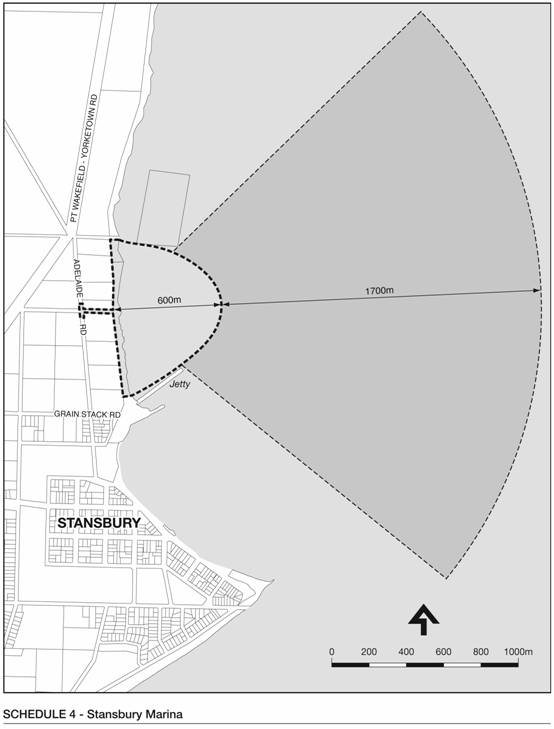 PT WAKEFIELD - YORKETOWN RD
ADELAIDE
RD
600m
1700m
Jetty
GRAIN STACK RD
STANSBURY
0 200 400 600 800 1000m
SCHEDULE 4 - Stansbury Marina